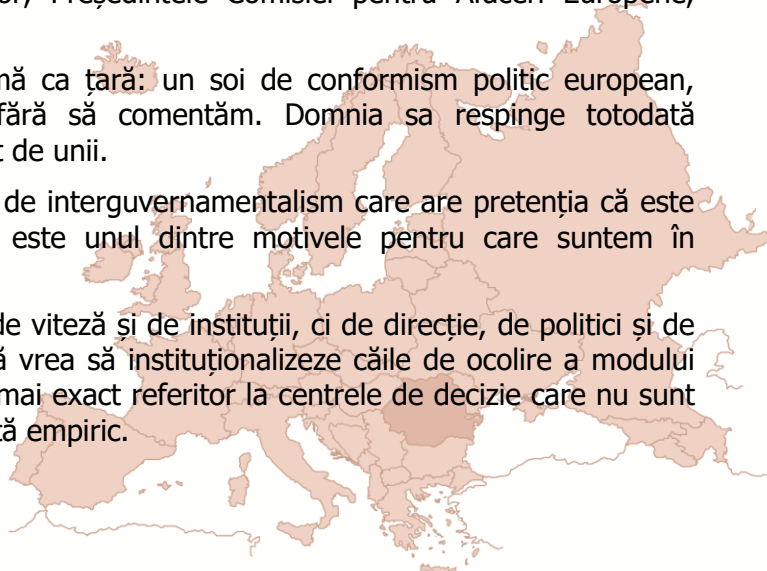 Președintele Comisiei pentru Afaceri Europene,
mă ca țară: un soi de conformism politic european,
fără să comentăm. Domnia sa respinge totodată
t de unii.
de interguvernamentalism care are pretenția că este
este unul dintre motivele pentru care suntem în
de viteză și de instituții, ci de direcție, de politici și de
ă vrea să instituționalizeze căile de ocolire a modului
mai exact referitor la centrele de decizie care nu sunt
tă empiric.